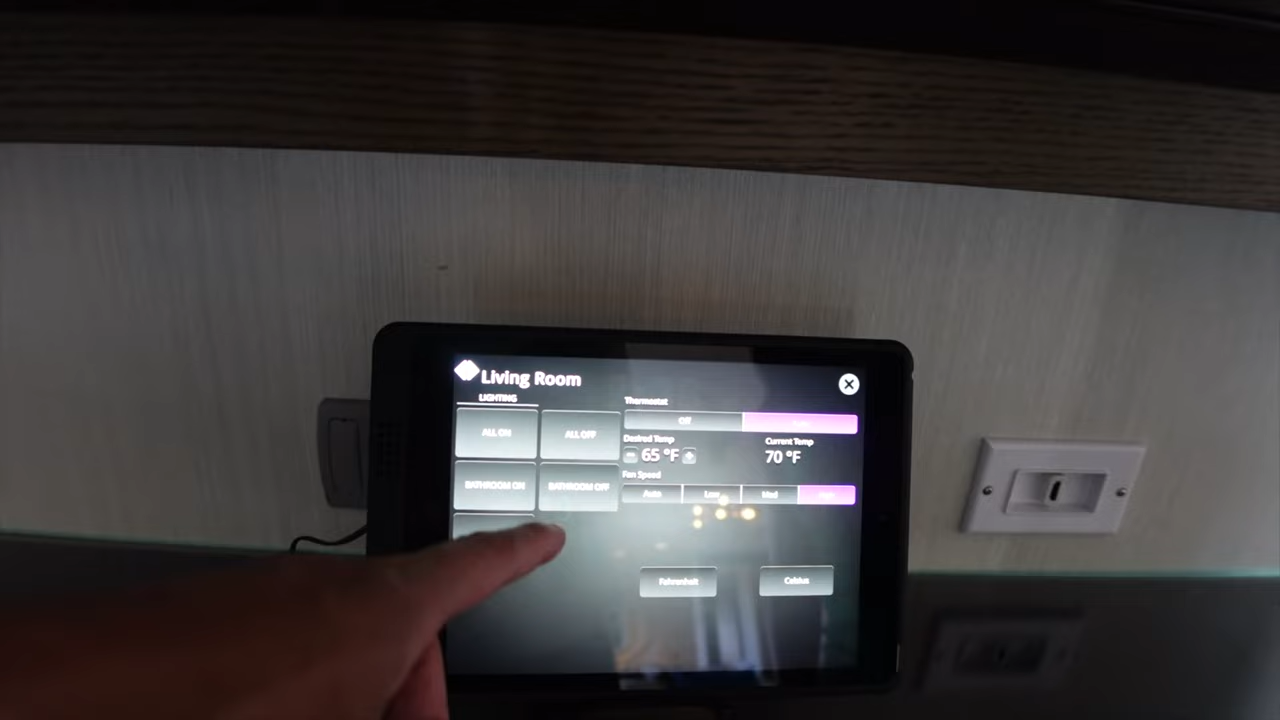 Living Room
LIGHTING
ALL ON
ALL OFF
BATHROOM ON
BATHROOM OFF
Thermostat
Off
Desired Temp
Current Temp
65 °F
70 °F
Fan Speed
Auto
Low
Med
Fahrenheit
Celsius